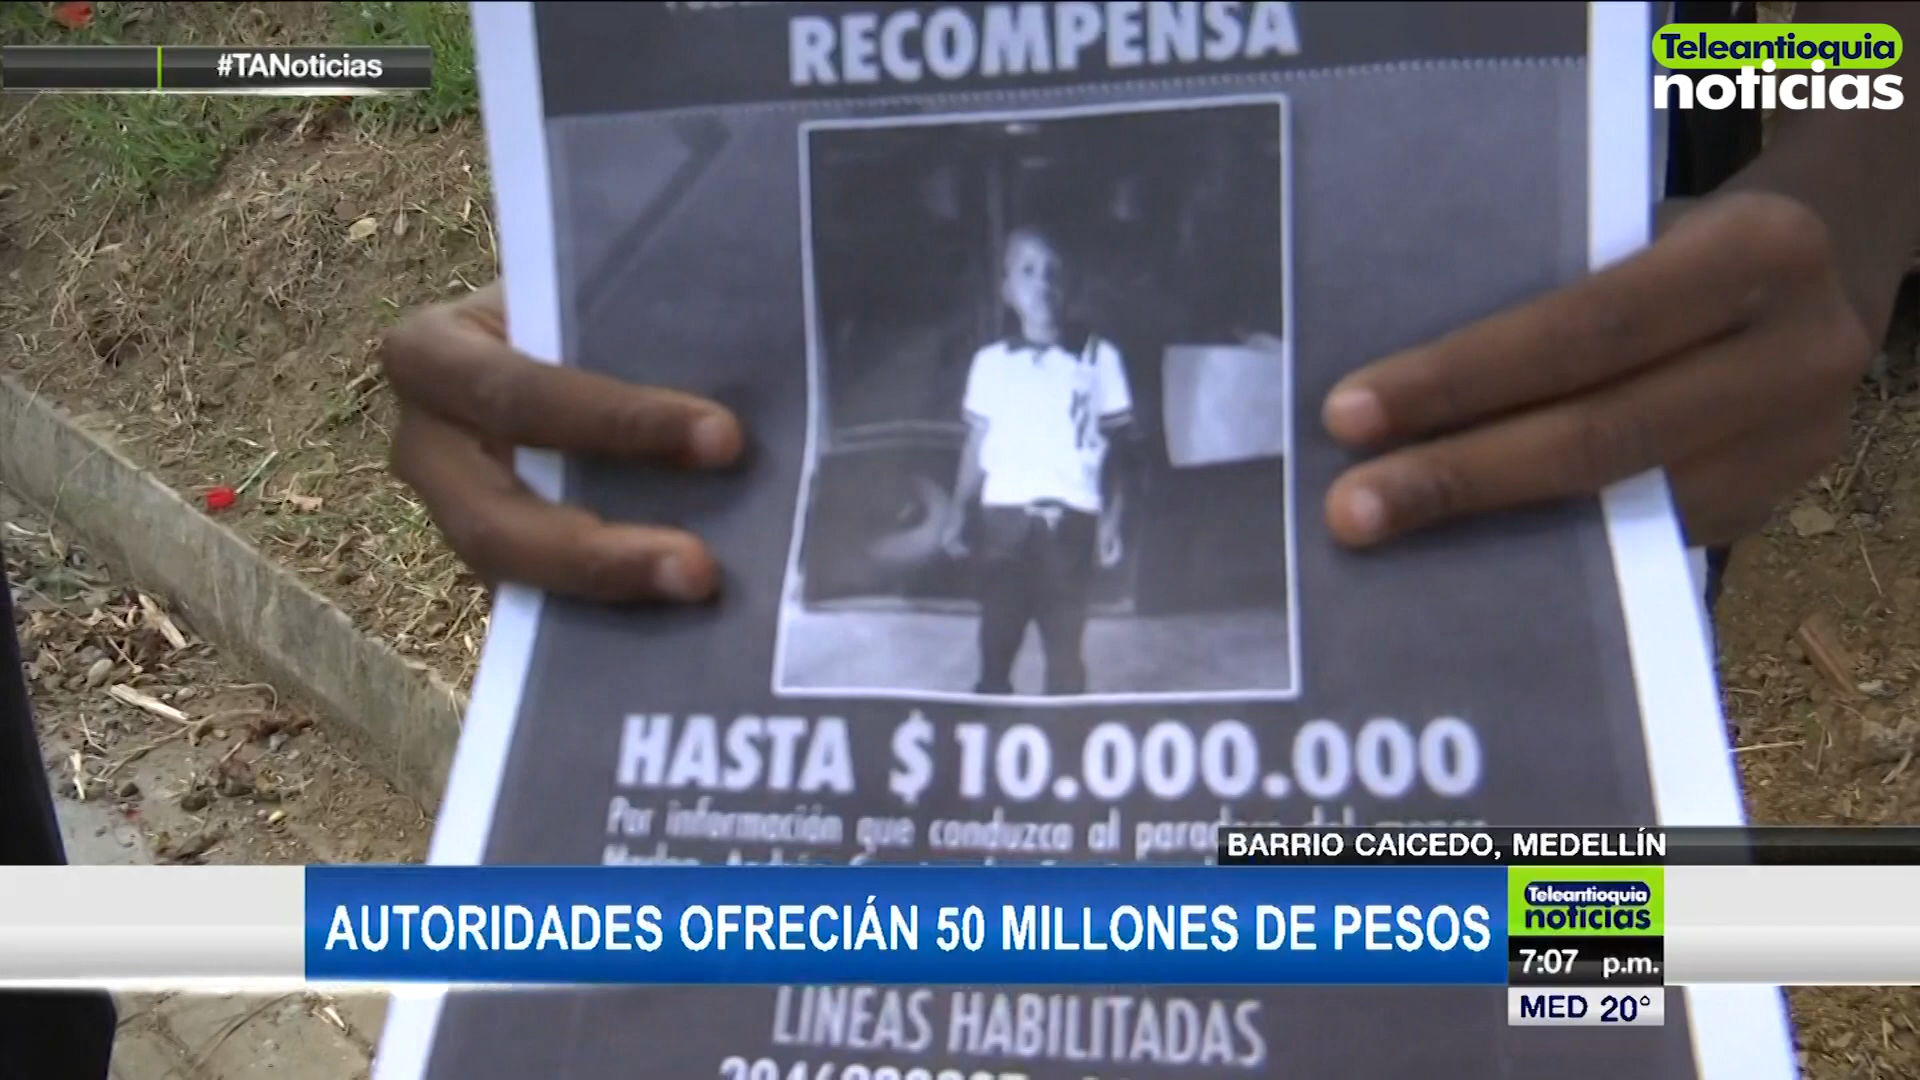 RECOMPENSA
#TANoticias
Teleantioquia
noticias
HASTA $ 10.000.000
Por información que conduzca al
BARRIO CAICEDO, MEDELLÍN
AUTORIDADES OFRECIÁN 50 MILLONES DE PESOS
Teleantioquia
noticias
7:07 p.m.
MED 20°
LINEAS HABILITADAS